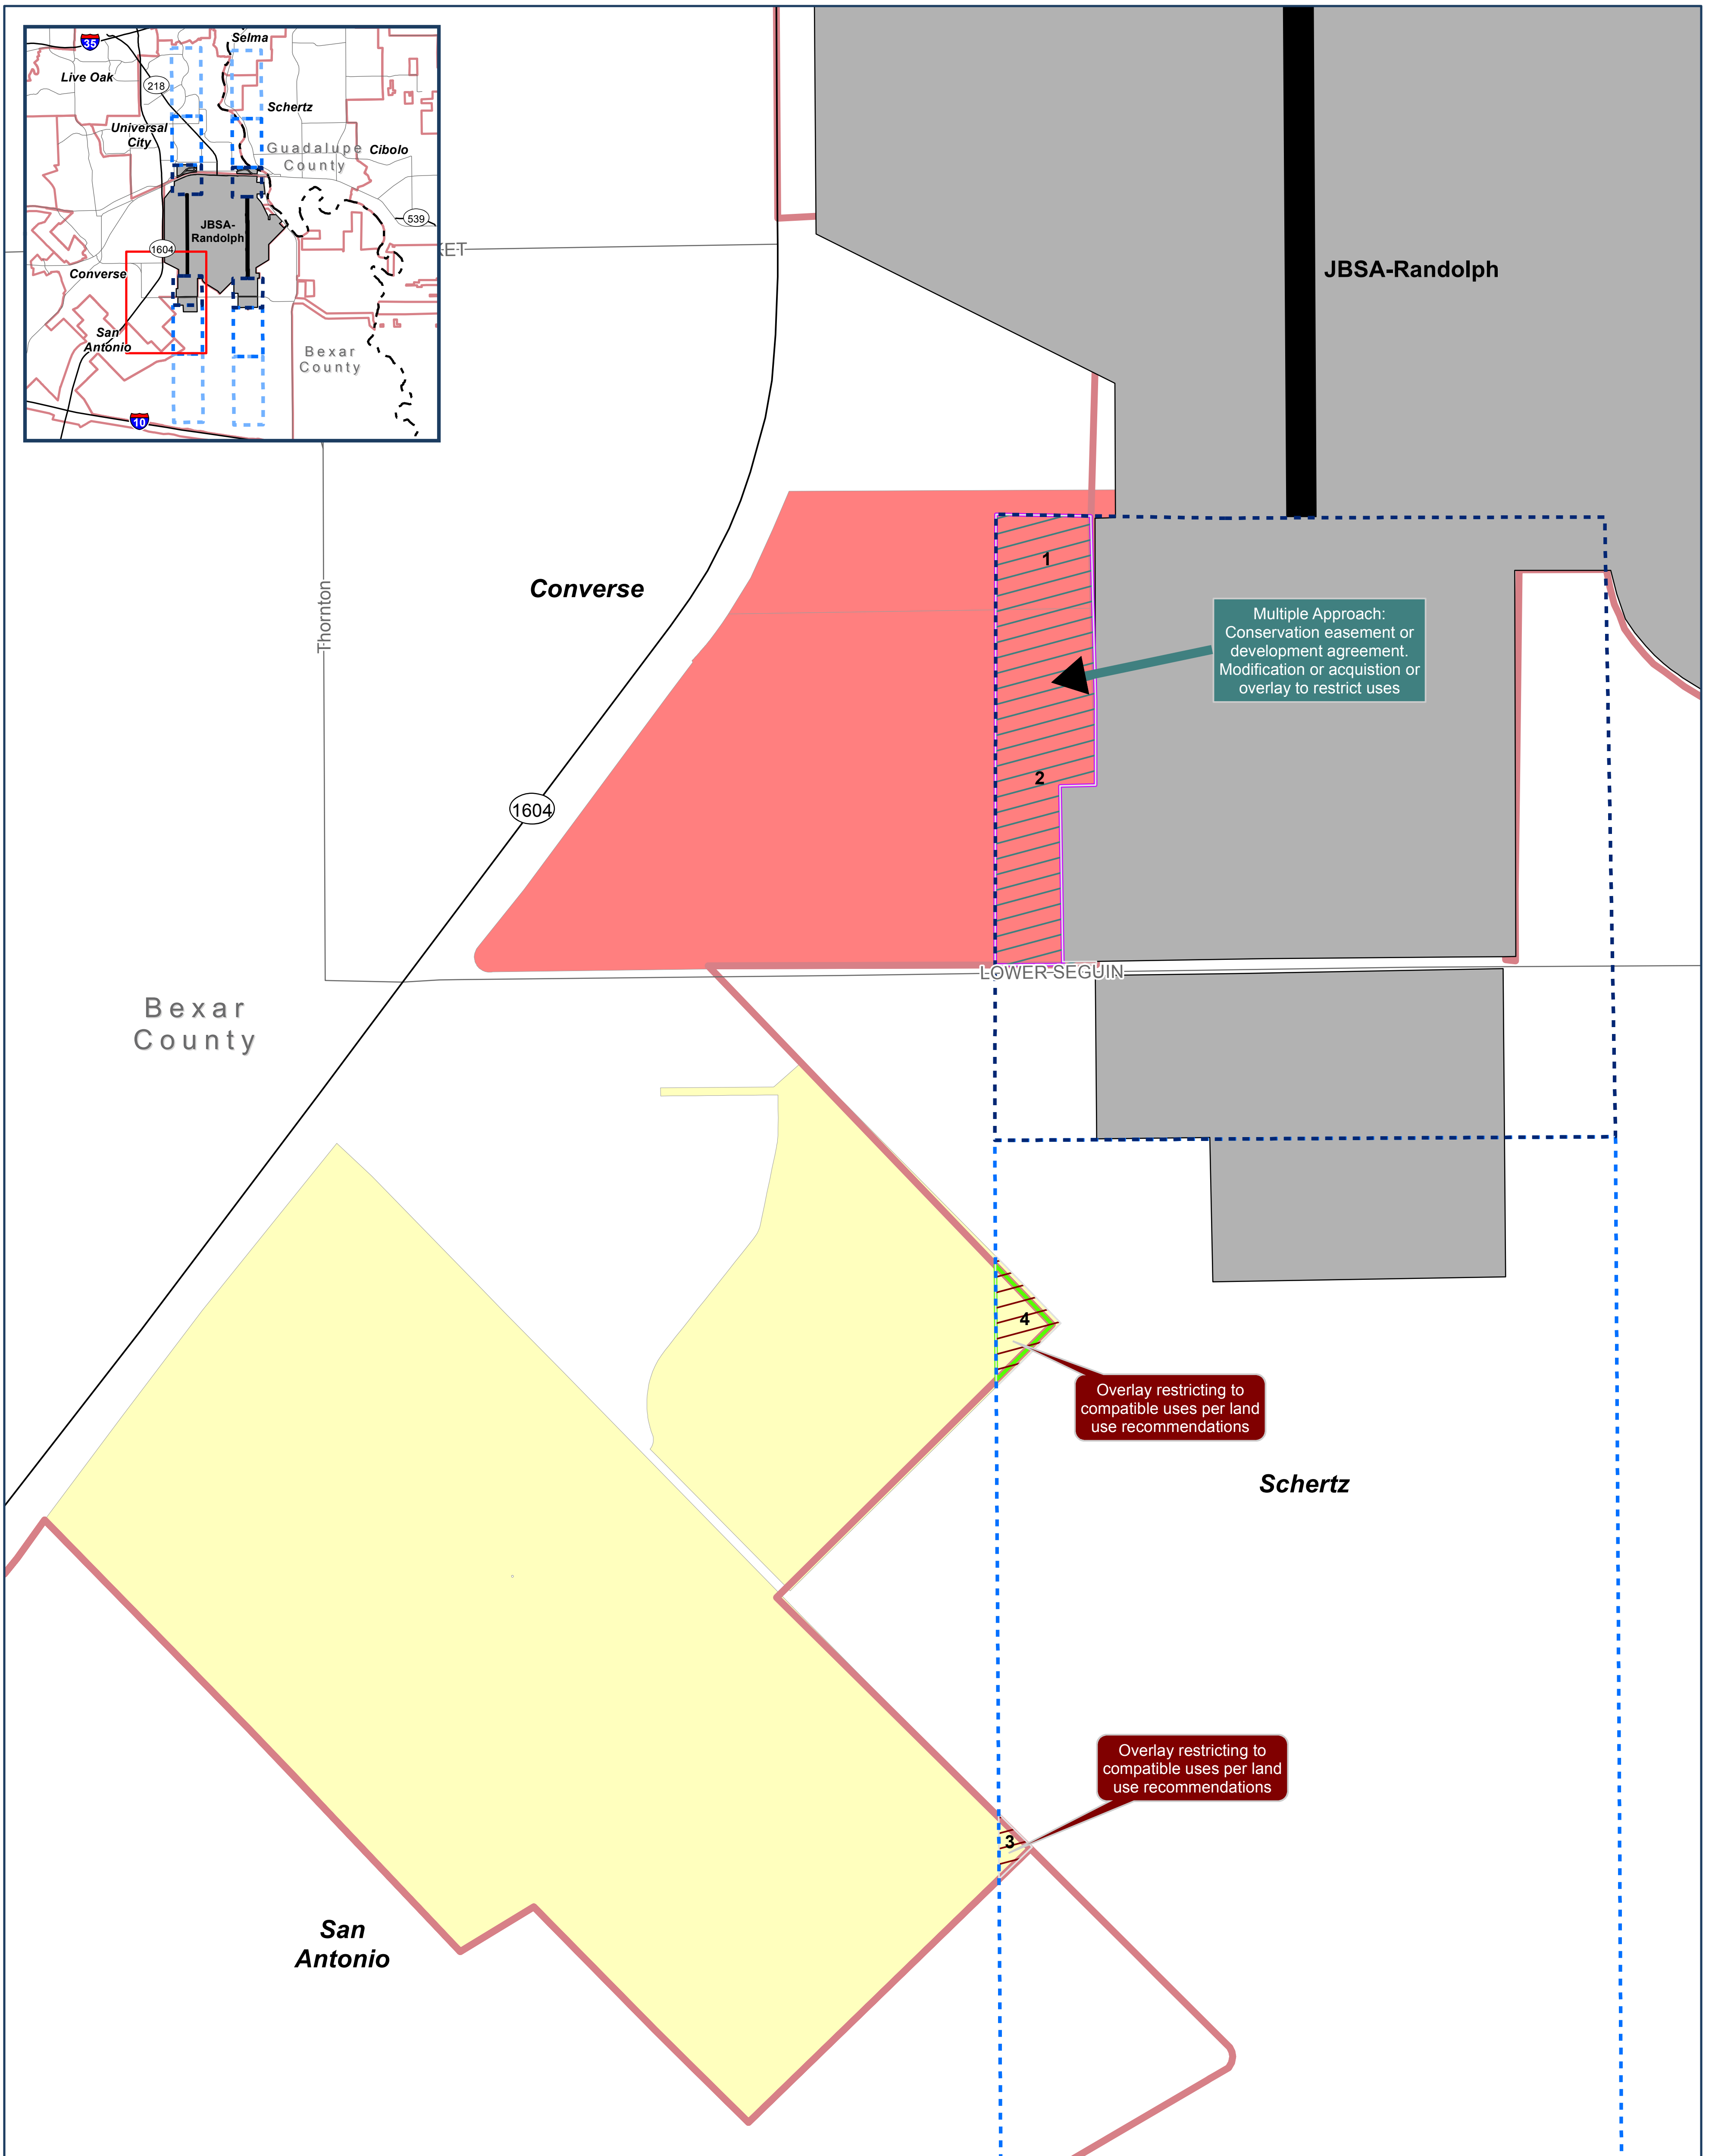 35
Selma
Live Oak
218
Schertz
Universal
City
Guadalupe
County
Cibolo
JBSA-
Randolph
539
1604
Converse
San
Antonio
Bexar
County
10
KET
JBSA-Randolph
1
Converse
Thornton
Multiple Approach:
Conservation easement or
development agreement.
Modification or acquistion or
overlay to restrict uses
2
1604
LOWER SEGUIN
Bexar
County
4
Overlay restricting to
compatible uses per land
use recommendations
Schertz
Overlay restricting to
compatible uses per land
use recommendations
3
San
Antonio